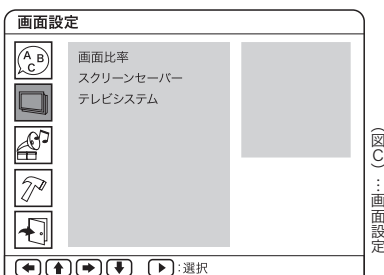 画面設定
A B
C
画面比率
スクリーンセーバー
テレビシステム
:選択
(図C)…画面設定